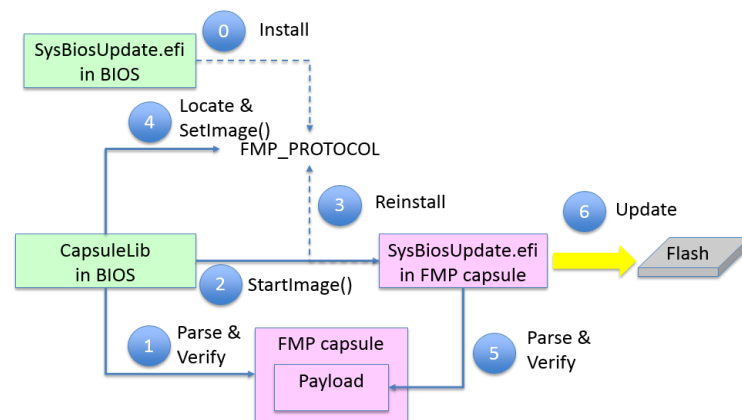 0
Install
SysBiosUpdate.efi
in BIOS
4
Locate &
SetImage()
FMP_PROTOCOL
3
Reinstall
6
Update
CapsuleLib
in BIOS
2
StartImage()
SysBiosUpdate.efi
in FMP capsule
Flash
1
Parse &
Verify
FMP capsule
Payload
5
Parse &
Verify